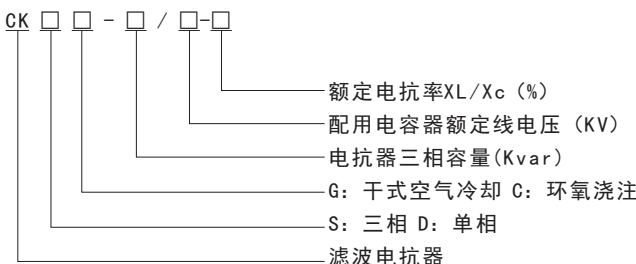 CK □ □ - □ / □-□
额定电抗率XL/Xc (%)
配用电容器额定线电压 (KV)
电抗器三相容量(Kvar)
G: 干式空气冷却 C: 环氧浇注
S: 三相 D: 单相
滤波电抗器